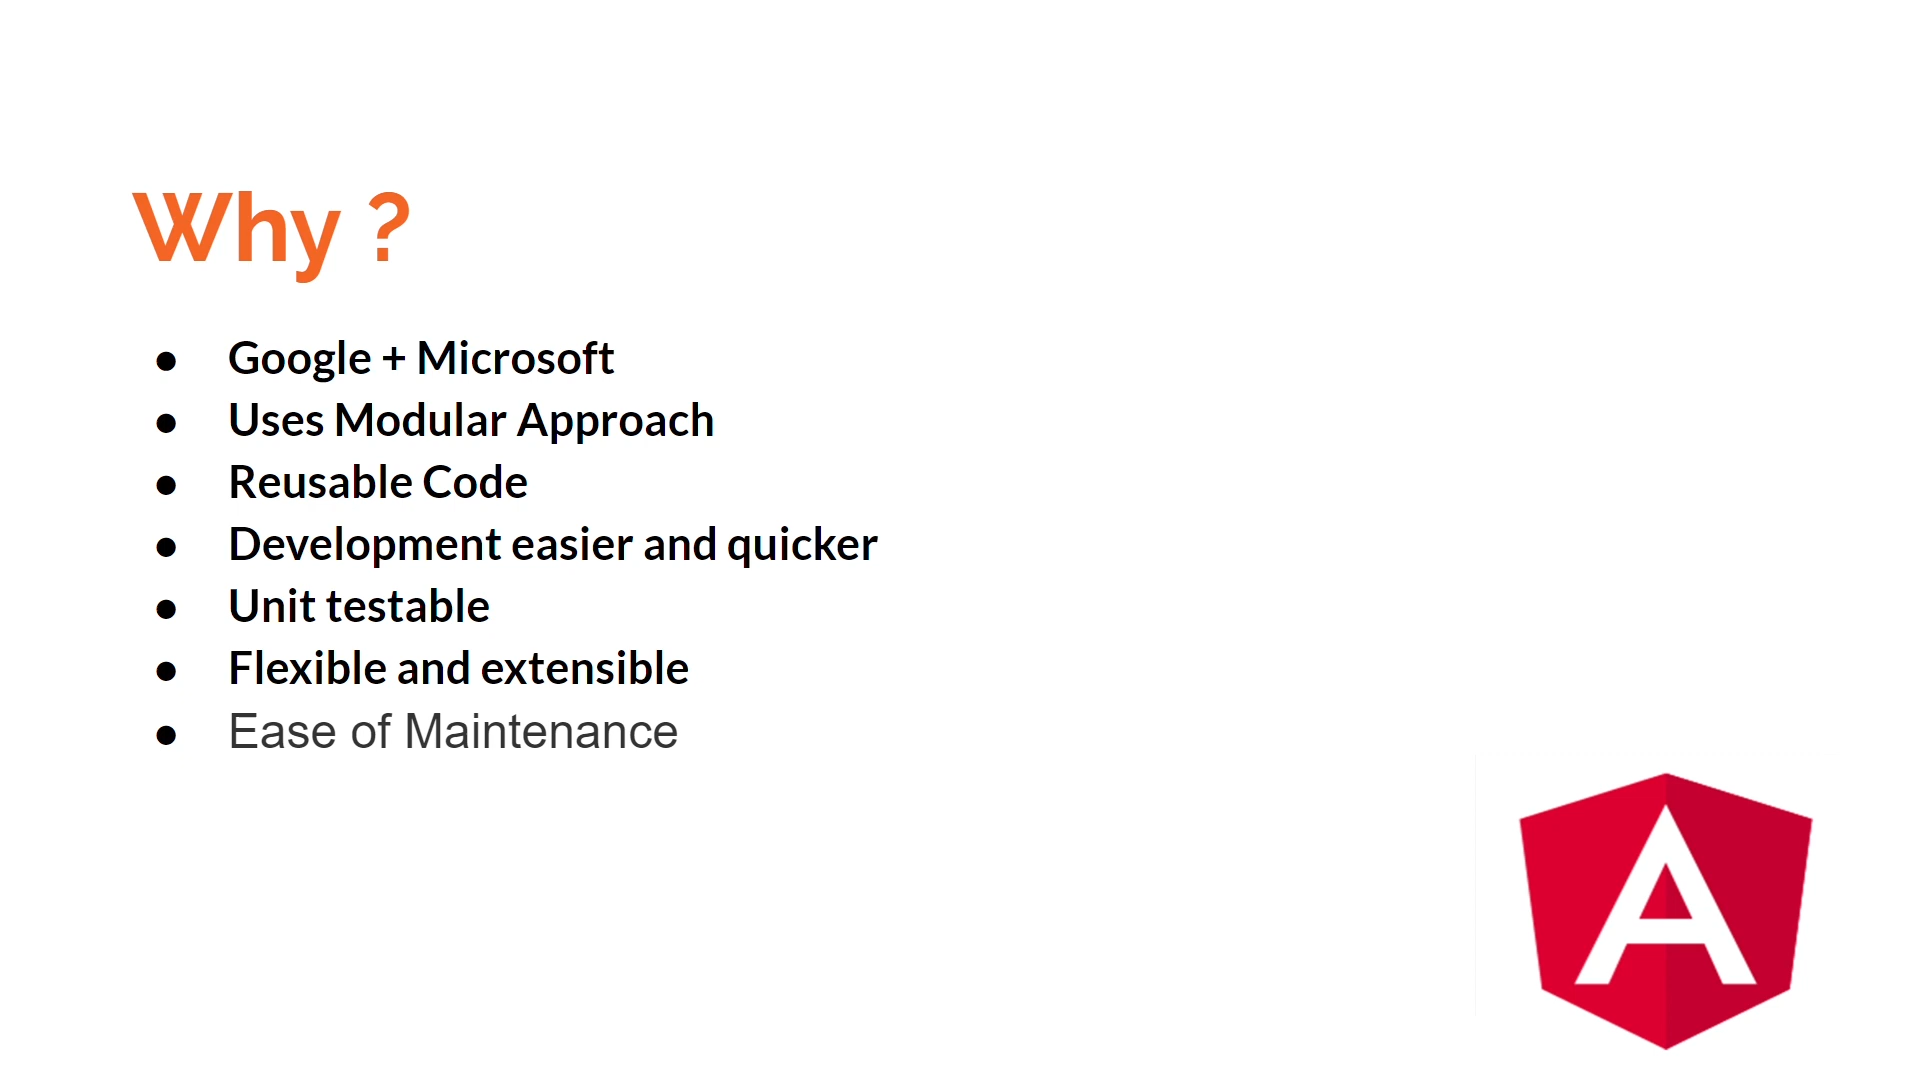 Why ?
● Google + Microsoft
● Uses Modular Approach
● Reusable Code
● Development easier and quicker
● Unit testable
● Flexible and extensible
● Ease of Maintenance
A